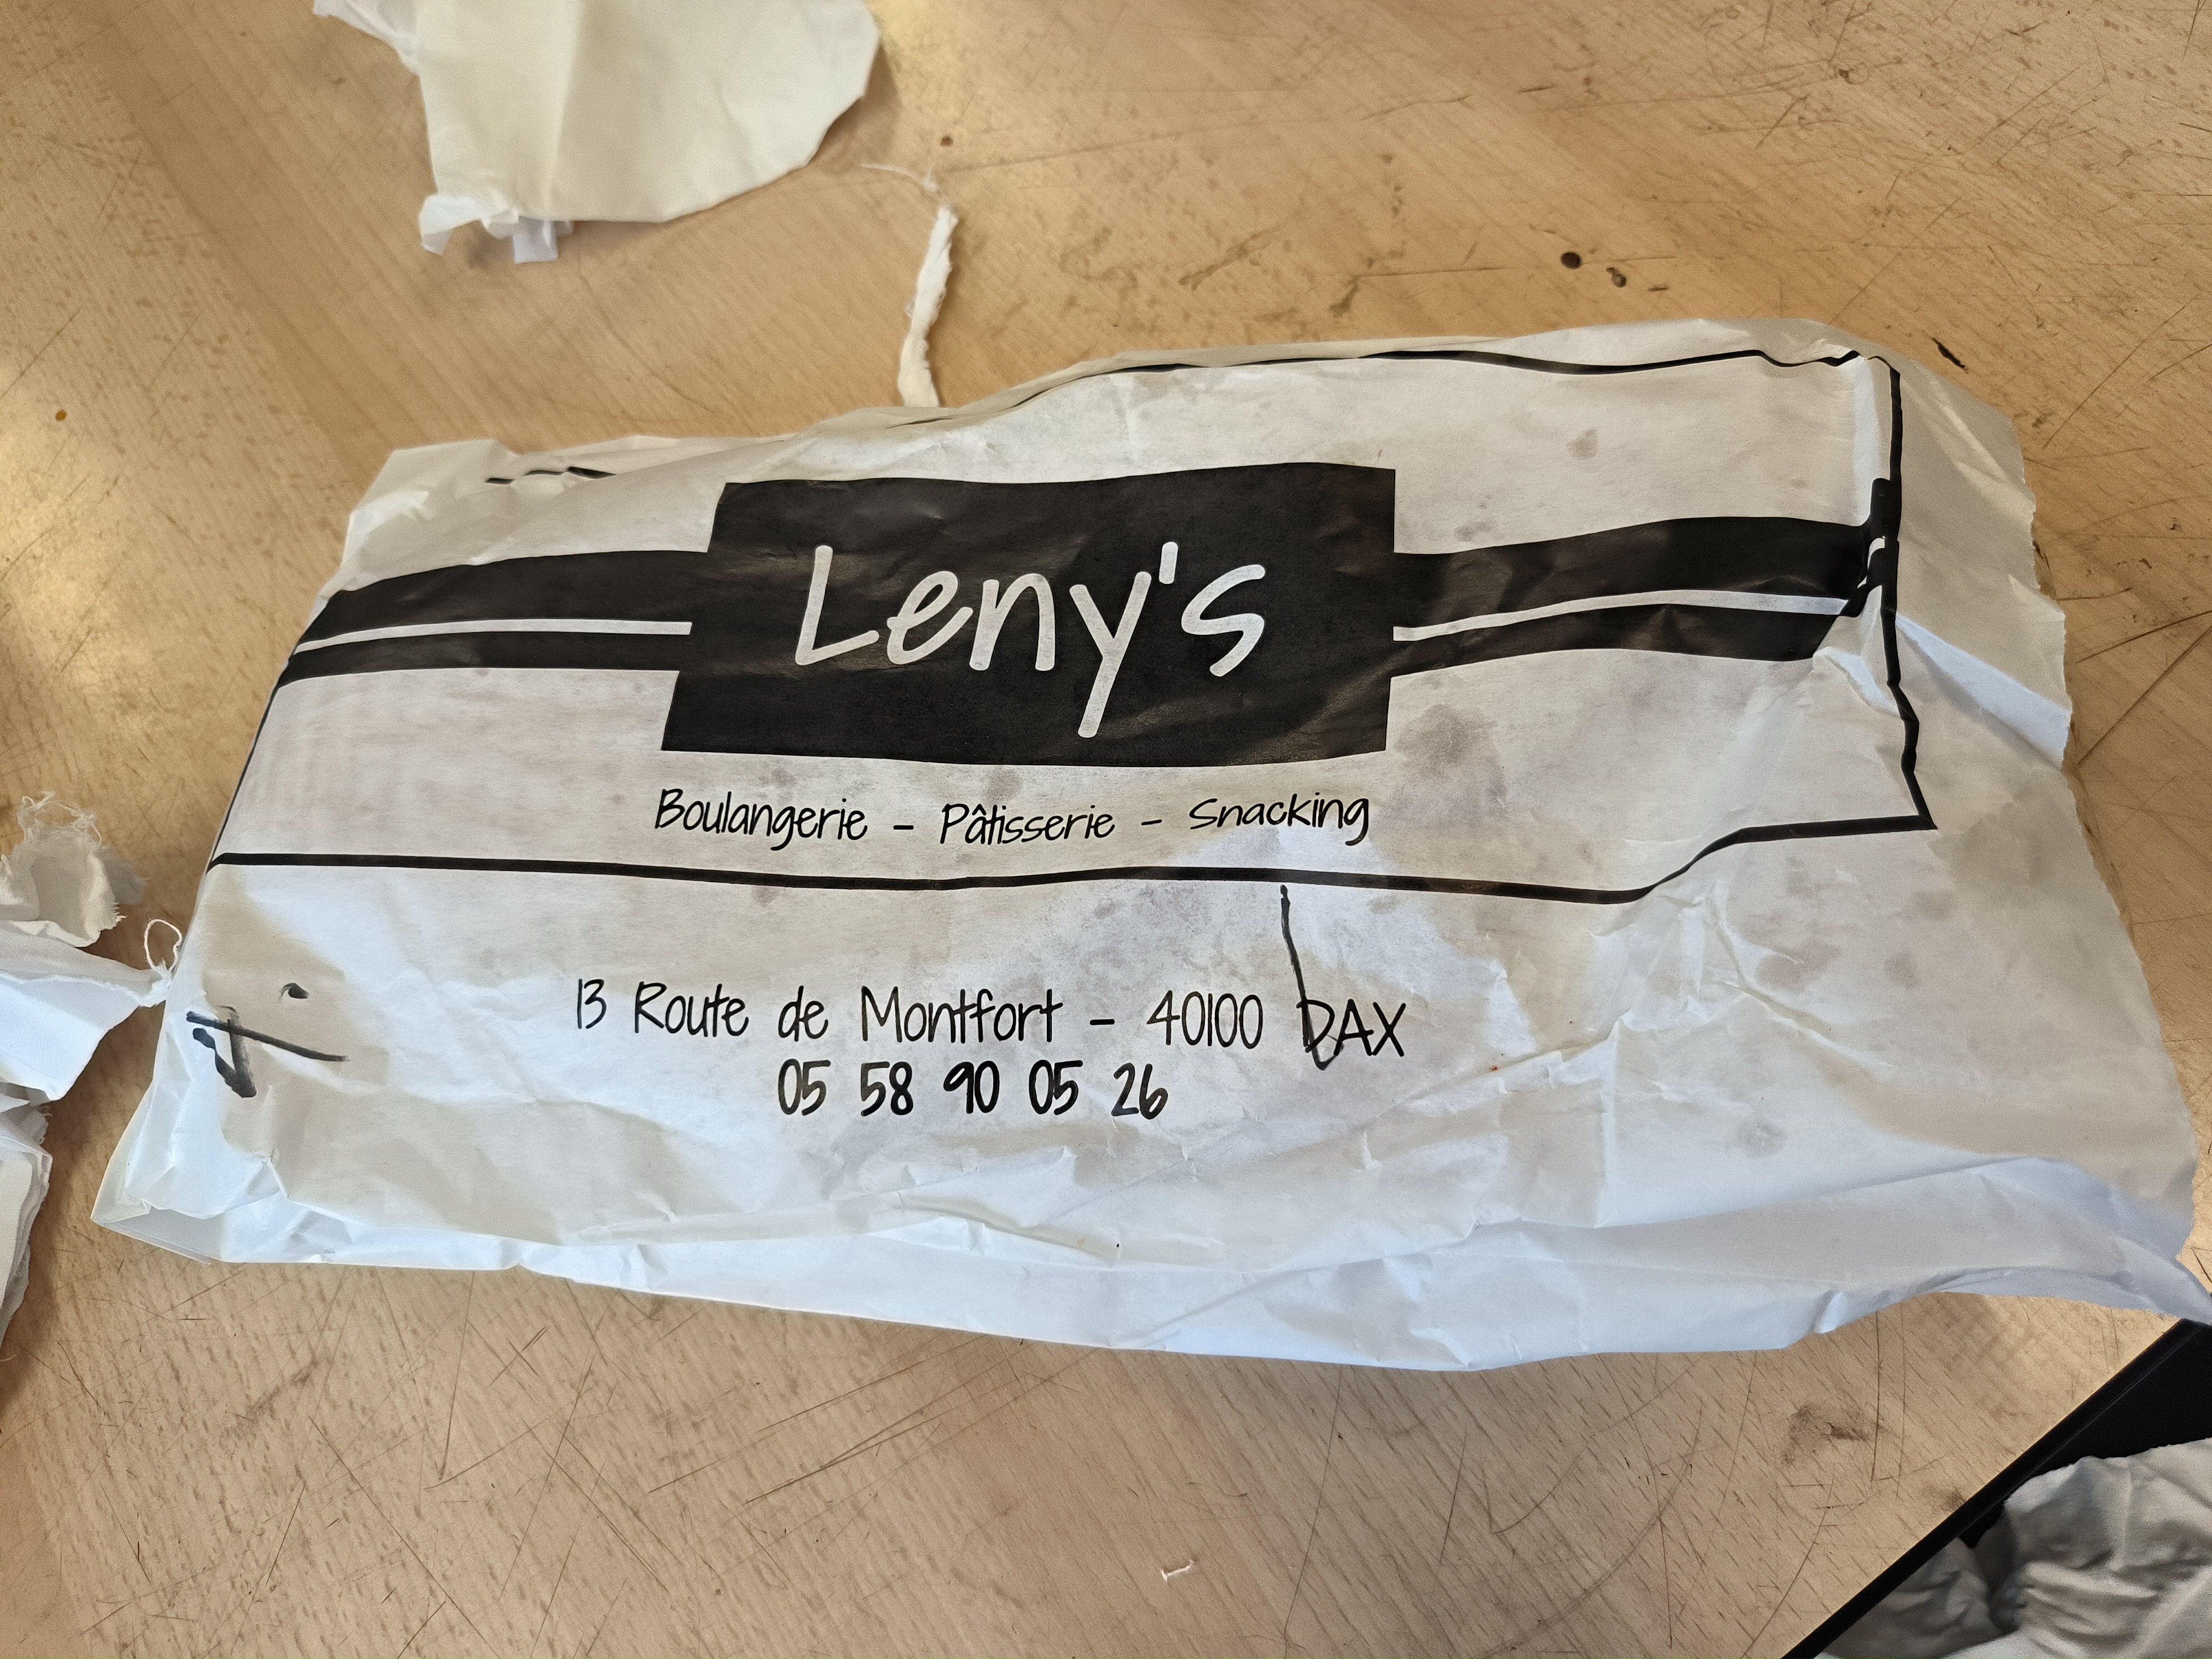 Leny's
Boulangerie - Pâtisserie - Snacking
13 Route de Montfort - 40100 DAX
05 58 90 05 26